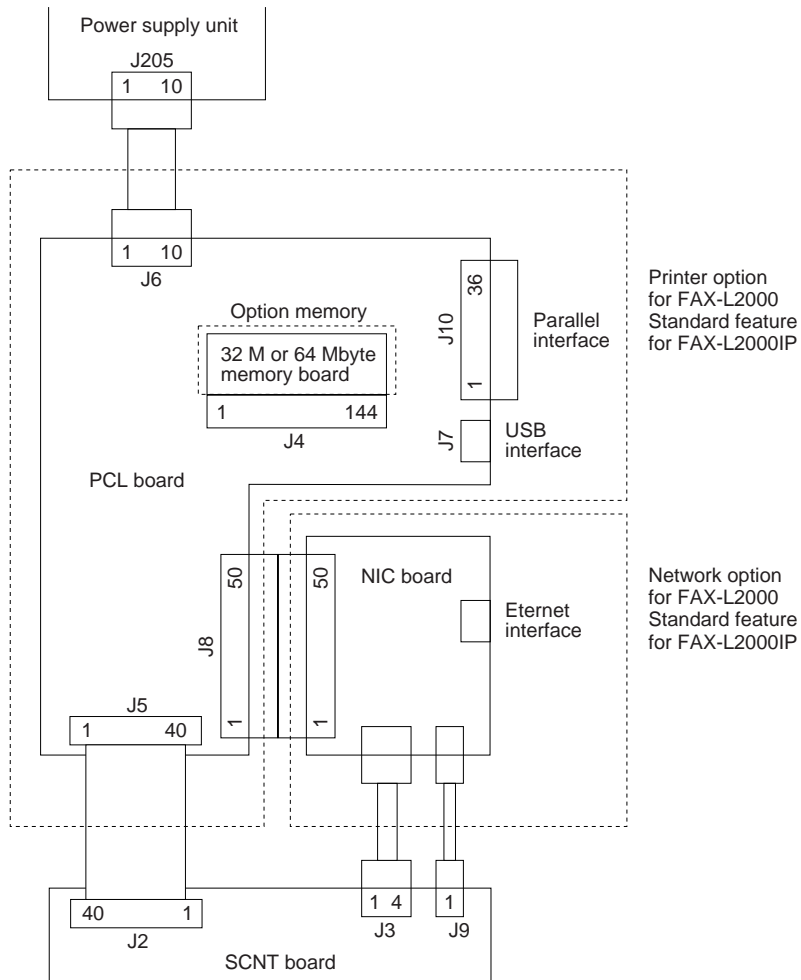 Power supply unit
J205
1 10
1 10
J6
Option memory
32 M or 64 Mbyte
memory board
1 144
J4
36
J10
1
Parallel
interface
J7
USB
interface
Printer option
for FAX-L2000
Standard feature
for FAX-L2000IP
PCL board
50
J8
1
50
1
NIC board
Eternet
interface
Network option
for FAX-L2000
Standard feature
for FAX-L2000IP
J5
1 40
40 1
J2
1 4
J3
1
J9
SCNT board